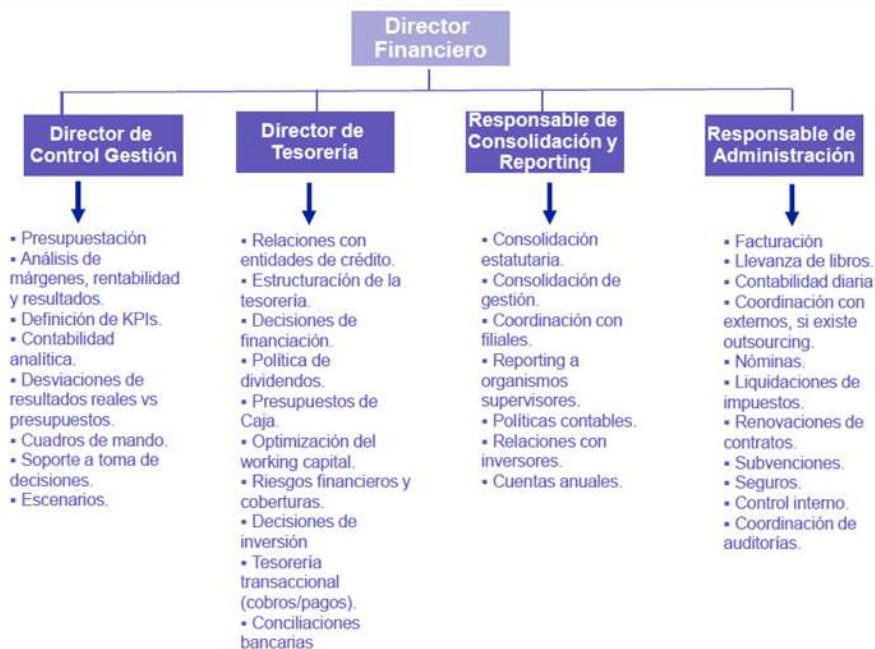 Director
Financiero
Director de
Control Gestión
Director de
Tesorería
Responsable de
Consolidación y
Reporting
Responsable de
Administración
▪ Presupuestación
▪ Análisis de
márgenes, rentabilidad
y resultados.
▪ Definición de KPIs.
▪ Contabilidad
analítica.
▪ Desviaciones de
resultados reales vs
presupuestos.
▪ Cuadros de mando.
▪ Soporte a toma de
decisiones.
▪ Escenarios.
▪ Relaciones con
entidades de crédito.
▪ Estructuración de la
tesorería.
▪ Decisiones de
financiación.
▪ Política de
dividendos.
▪ Presupuestos de
Caja.
▪ Optimización del
working capital.
▪ Riesgos financieros y
coberturas.
▪ Decisiones de
inversión
▪ Tesorería
transaccional
(cobros/pagos).
▪ Conciliaciones
bancarias
▪ Consolidación
estatutaria.
▪ Consolidación de
gestión.
▪ Coordinación con
filiales.
▪ Reporting a
organismos
supervisores.
▪ Políticas contables.
▪ Relaciones con
inversores.
▪ Cuentas anuales.
▪ Facturación
▪ Llevanza de libros.
▪ Contabilidad diaria
▪ Coordinación con
externos, si existe
outsourcing.
▪ Nóminas.
▪ Liquidaciones de
impuestos.
▪ Renovaciones de
contratos.
▪ Subvenciones.
▪ Seguros.
▪ Control interno.
▪ Coordinación de
auditorías.